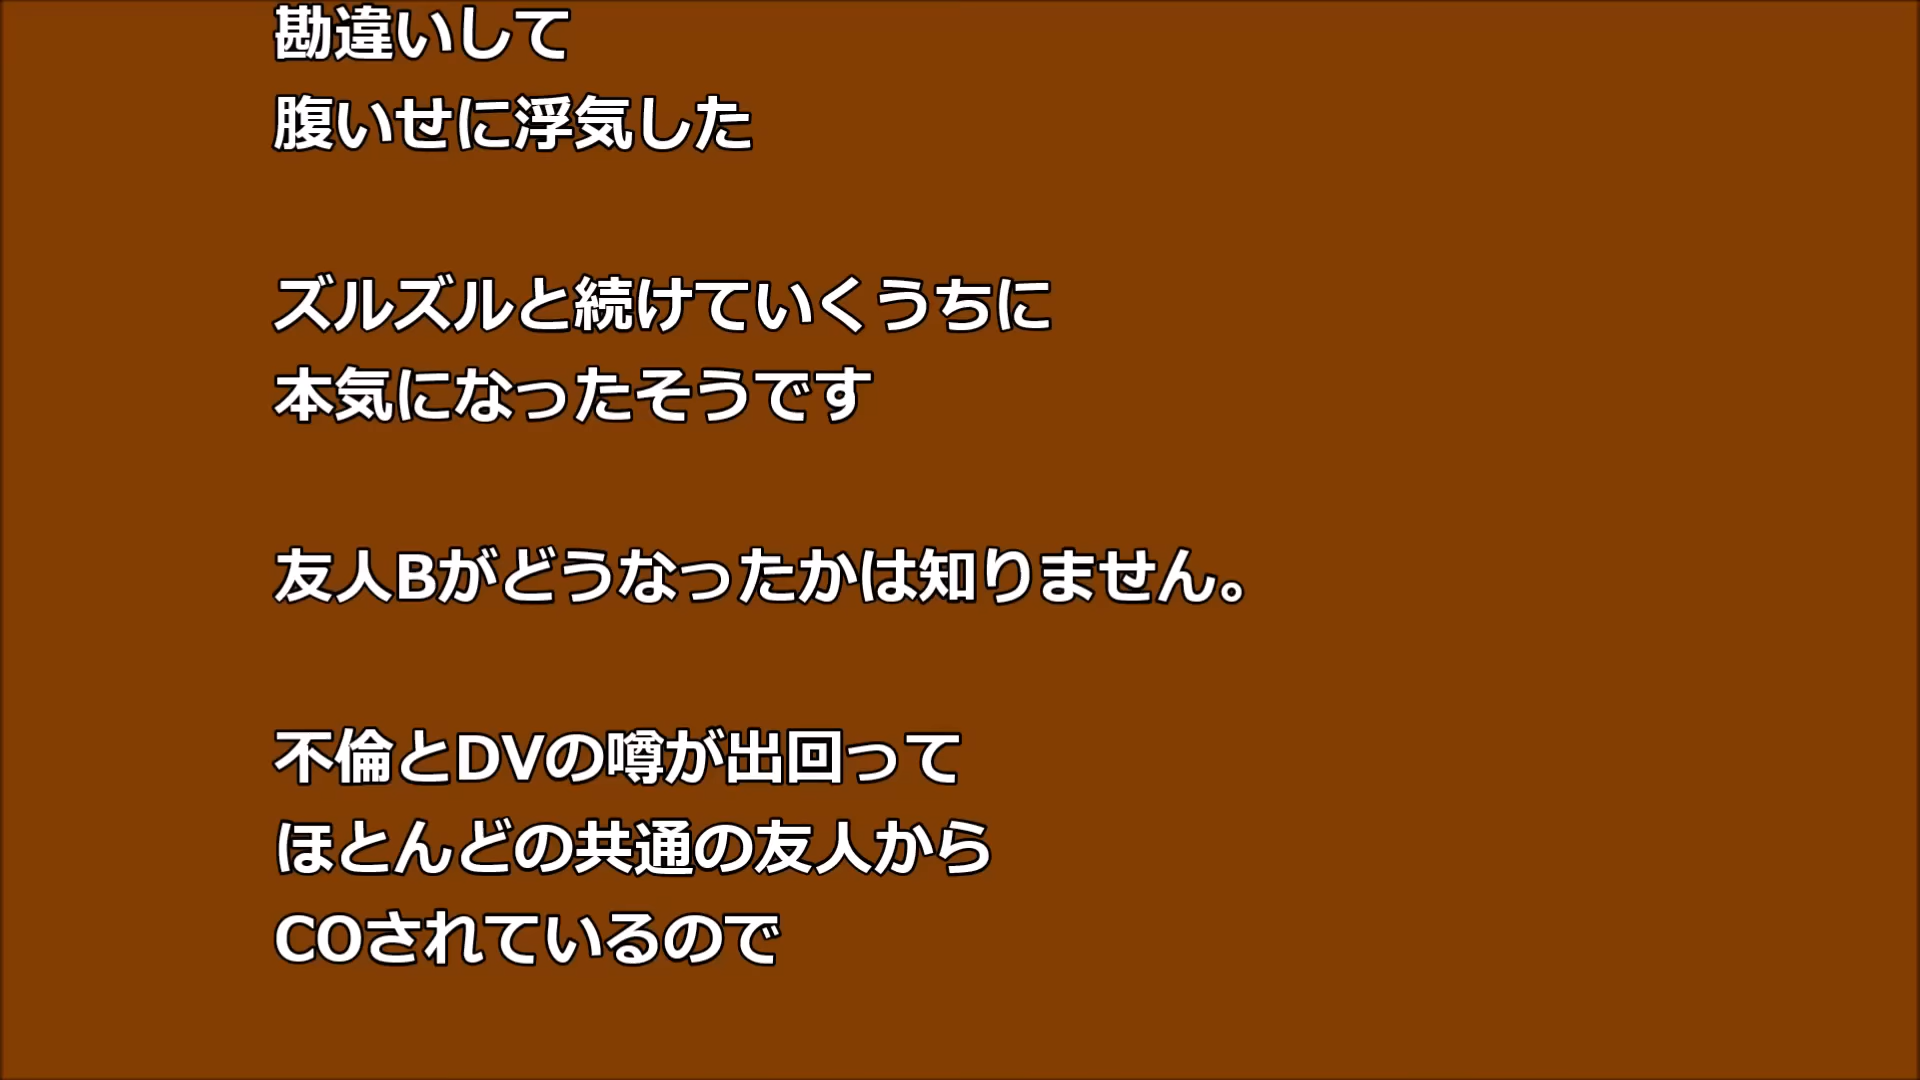 勘違いして
腹いせに浮気した
ズルズルと続けていくうちに
本気になったそうです
友人Bがどうなったかは知りません。
不倫とDVの噂が出回って
ほとんどの共通の友人から
COされているので